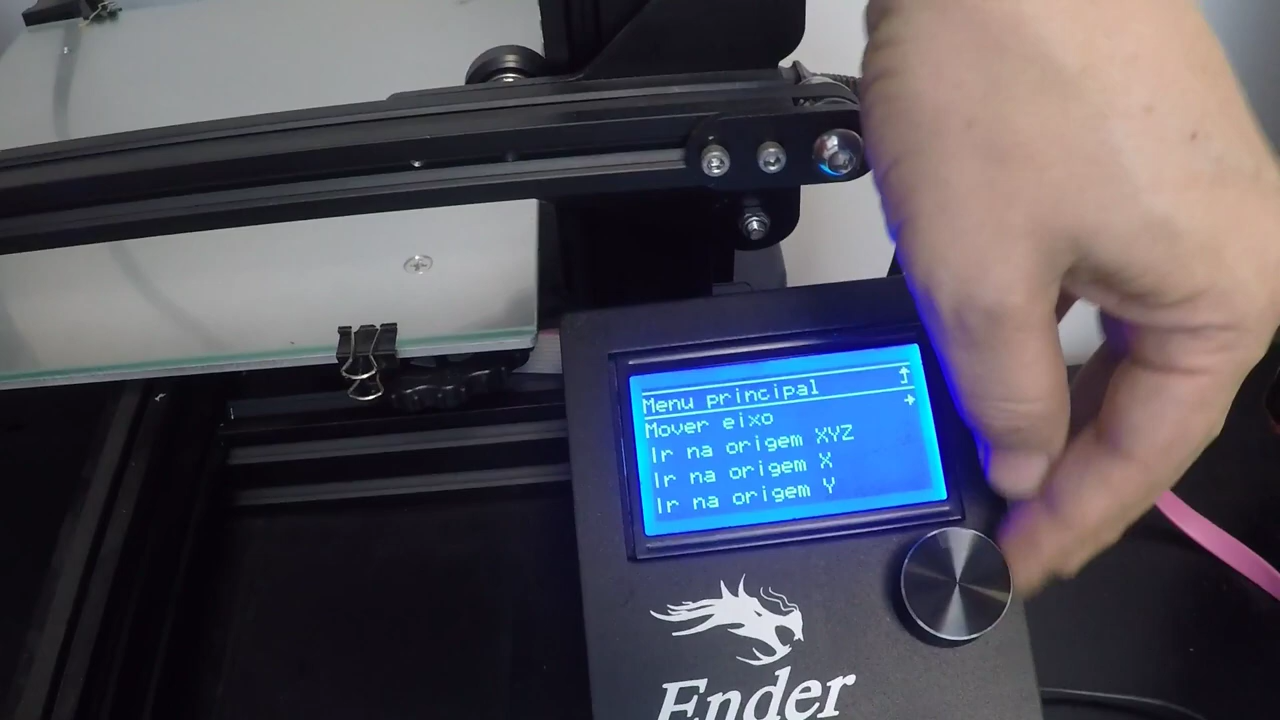 Menu principal
Mover eixo
Ir na origem XYZ
Ir na origem X
Ir na origem Y
Ender